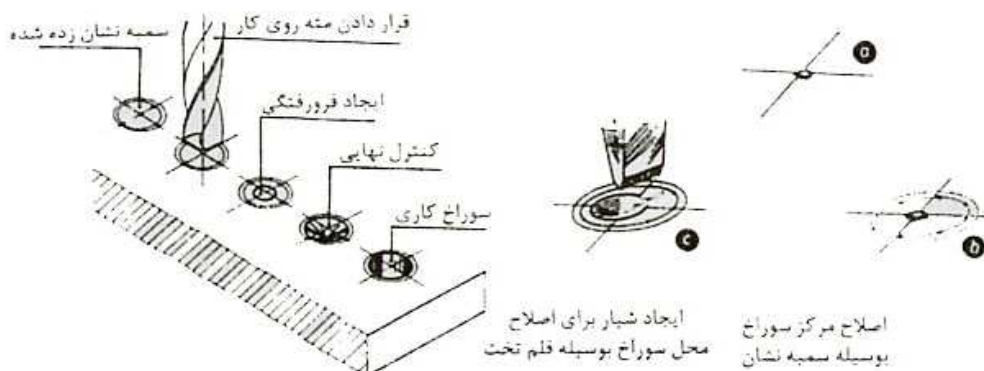 قرار دادن مته روی کار
سمبه نشان زده شده
ایجاد فرورفتگی
کنترل نهایی
سوراخ کاری
a
b
c
ایجاد شیار برای اصلاح
محل سوراخ بوسیله قلم تخت
اصلاح مرکز سوراخ
بوسیله سمبه نشان